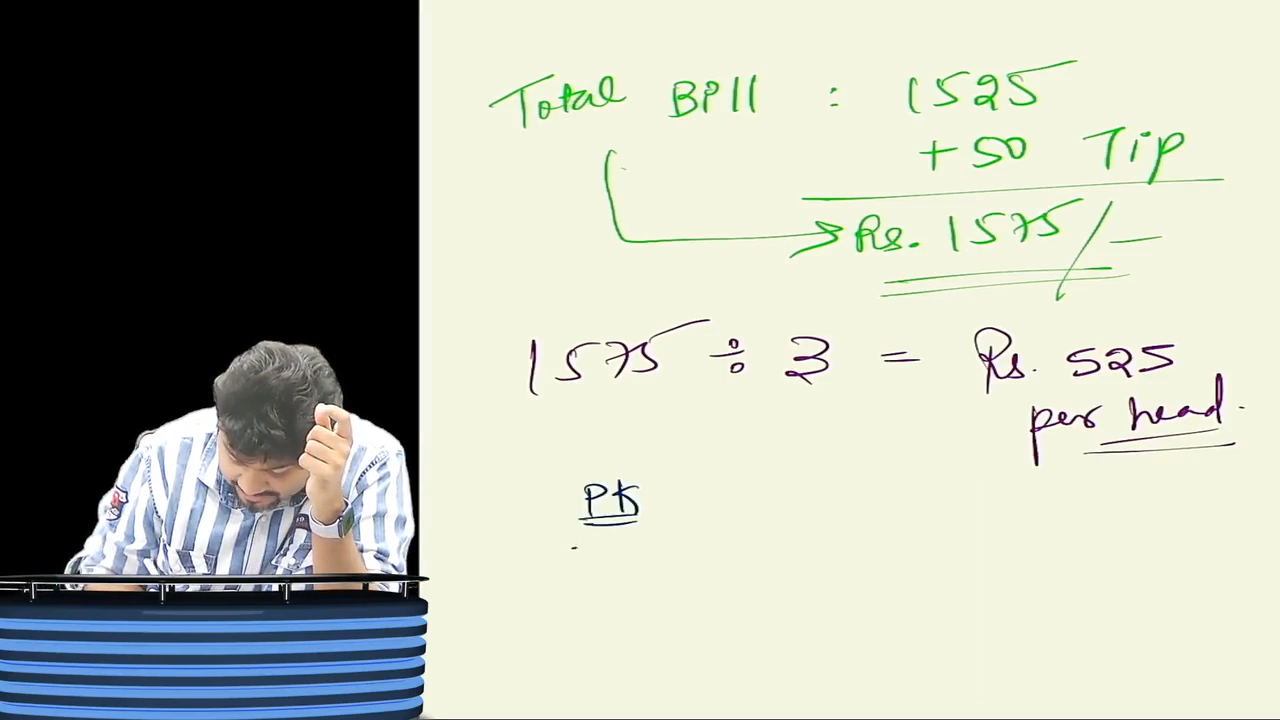 Total Bill : 1525
+ 50 Tip
Rs. 1575/-
1575 ÷ 3 = Rs. 525
per head.
PK